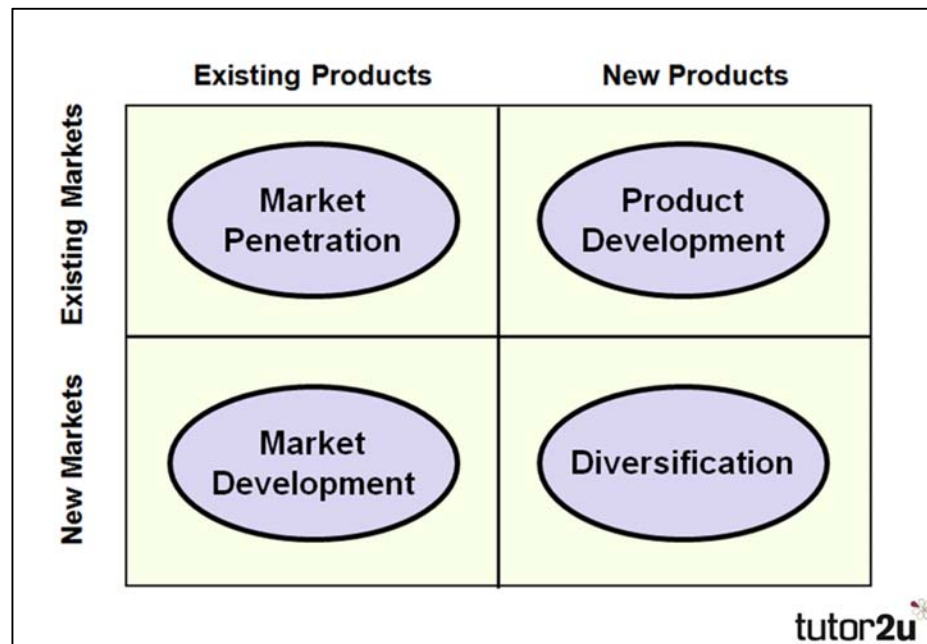 Existing Products
New Products
Existing Markets
Market
Penetration
Product
Development
New Markets
Market
Development
Diversification
tutor2u